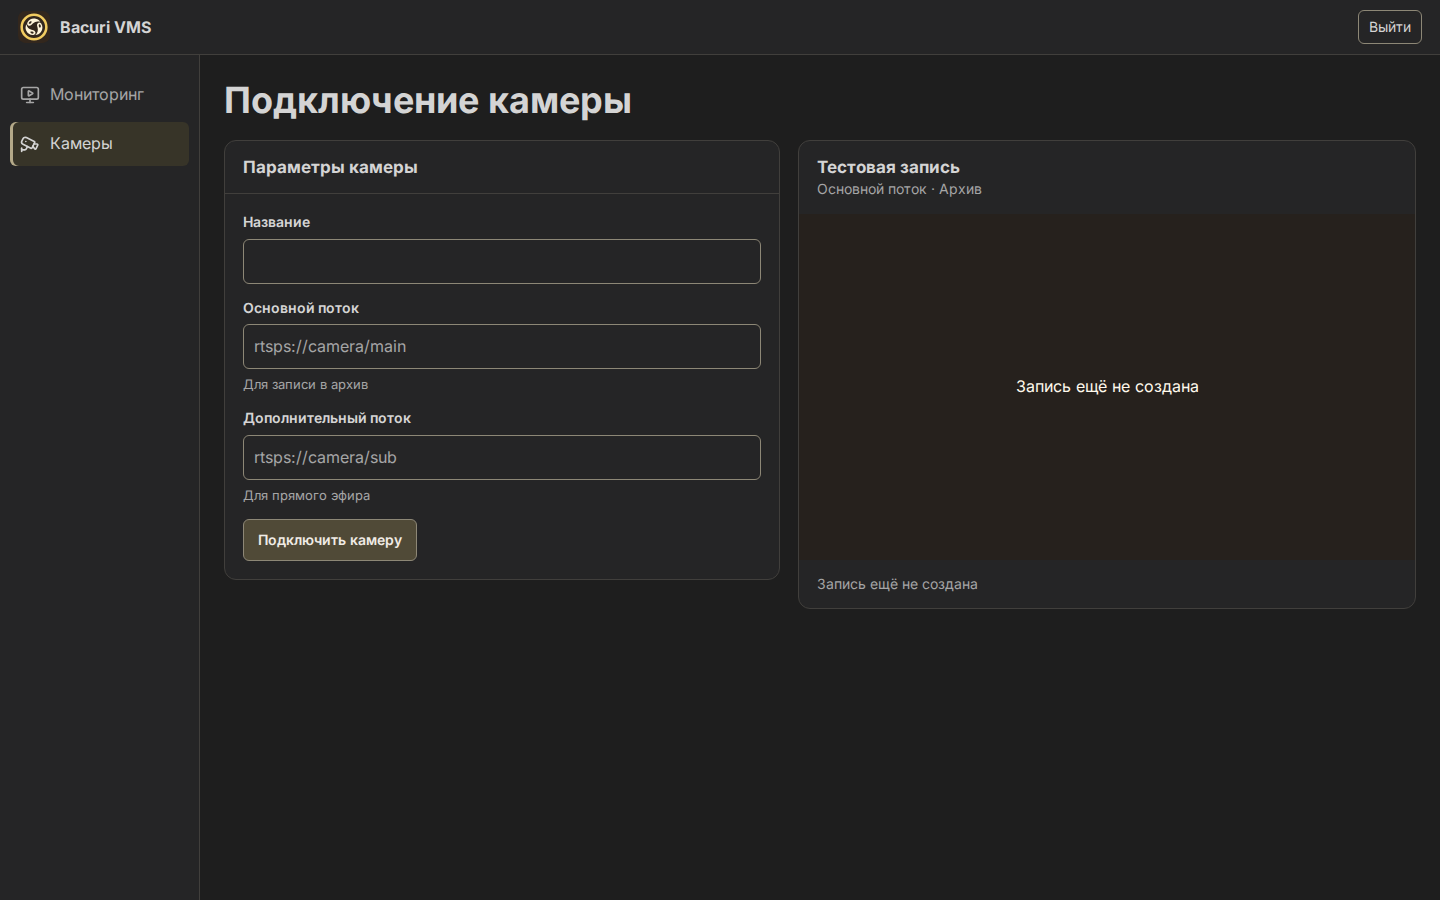 Bacuri VMS
Выйти
Мониторинг
Камеры
Подключение камеры
Параметры камеры
Название
Основной поток
rtsps://camera/main
Для записи в архив
Дополнительный поток
rtsps://camera/sub
Для прямого эфира
Подключить камеру
Тестовая запись
Основной поток · Архив
Запись ещё не создана
Запись ещё не создана